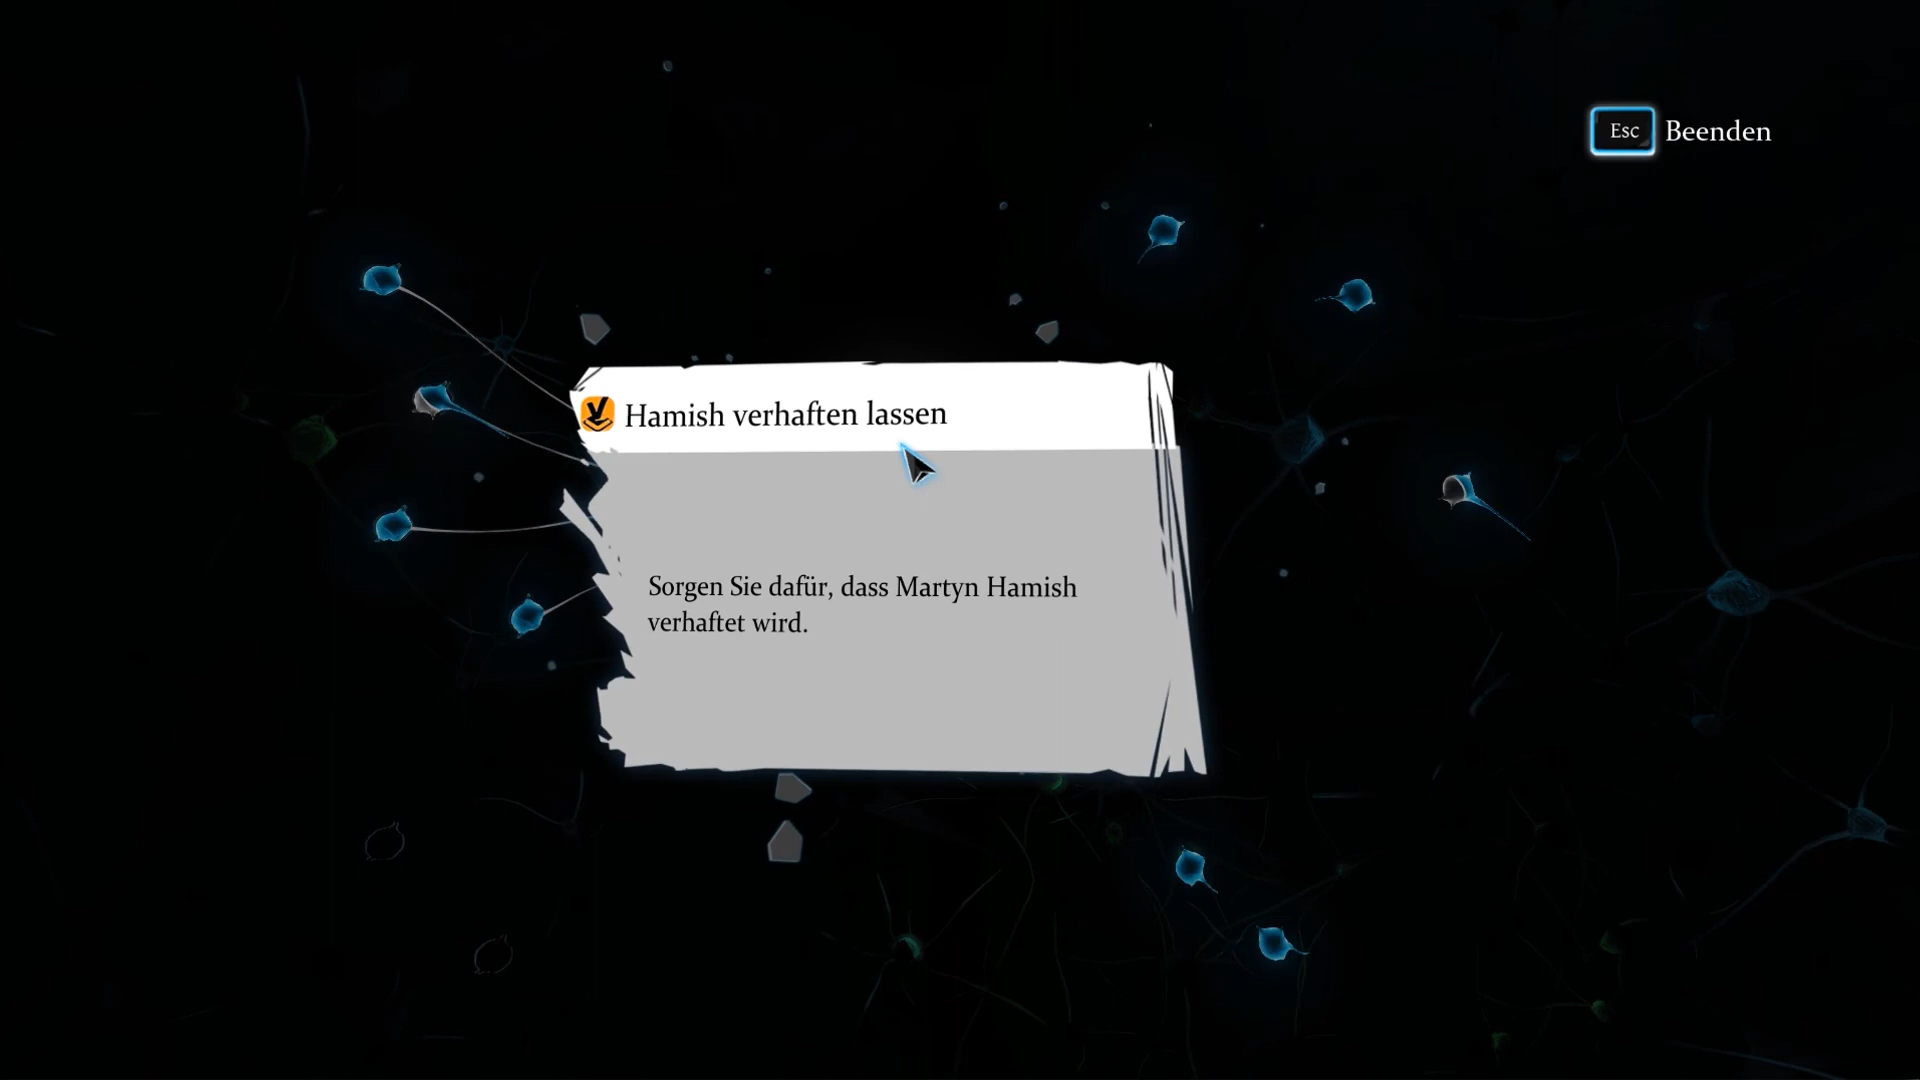 Esc Beenden
Hamish verhaften lassen
Sorgen Sie dafür, dass Martyn Hamish
verhaftet wird.